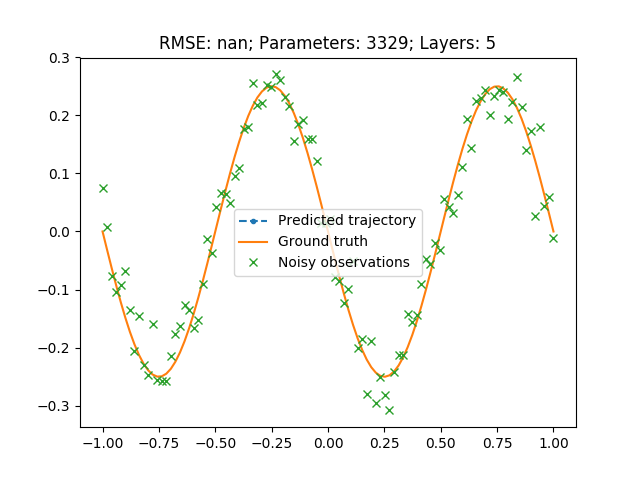 RMSE: nan; Parameters: 3329; Layers: 5
0.3
0.2
0.1
0.0
−0.1
−0.2
−0.3
Predicted trajectory
Ground truth
Noisy observations
−1.00 −0.75 −0.50 −0.25 0.00 0.25 0.50 0.75 1.00